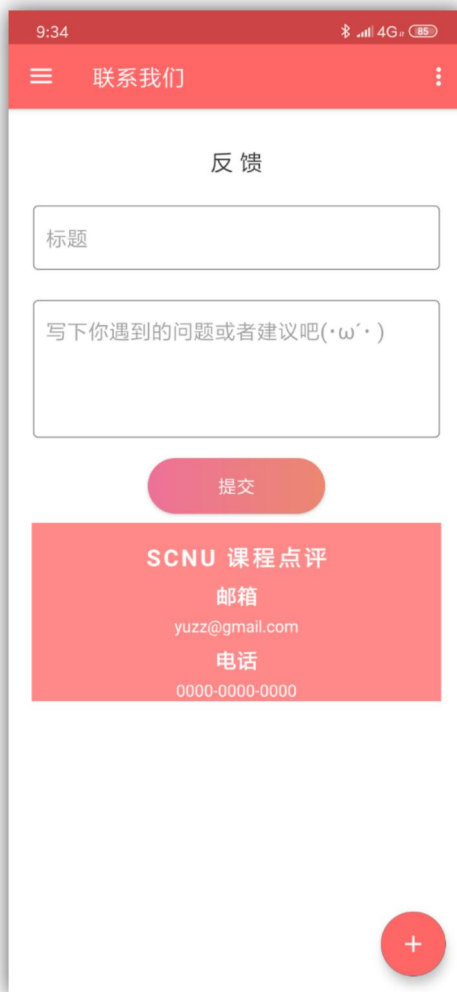 9:34
4G 85
联系我们
反馈
标题
写下你遇到的问题或者建议吧(･ω´･ )
提交
SCNU 课程点评
邮箱
yuzz@gmail.com
电话
0000-0000-0000
+